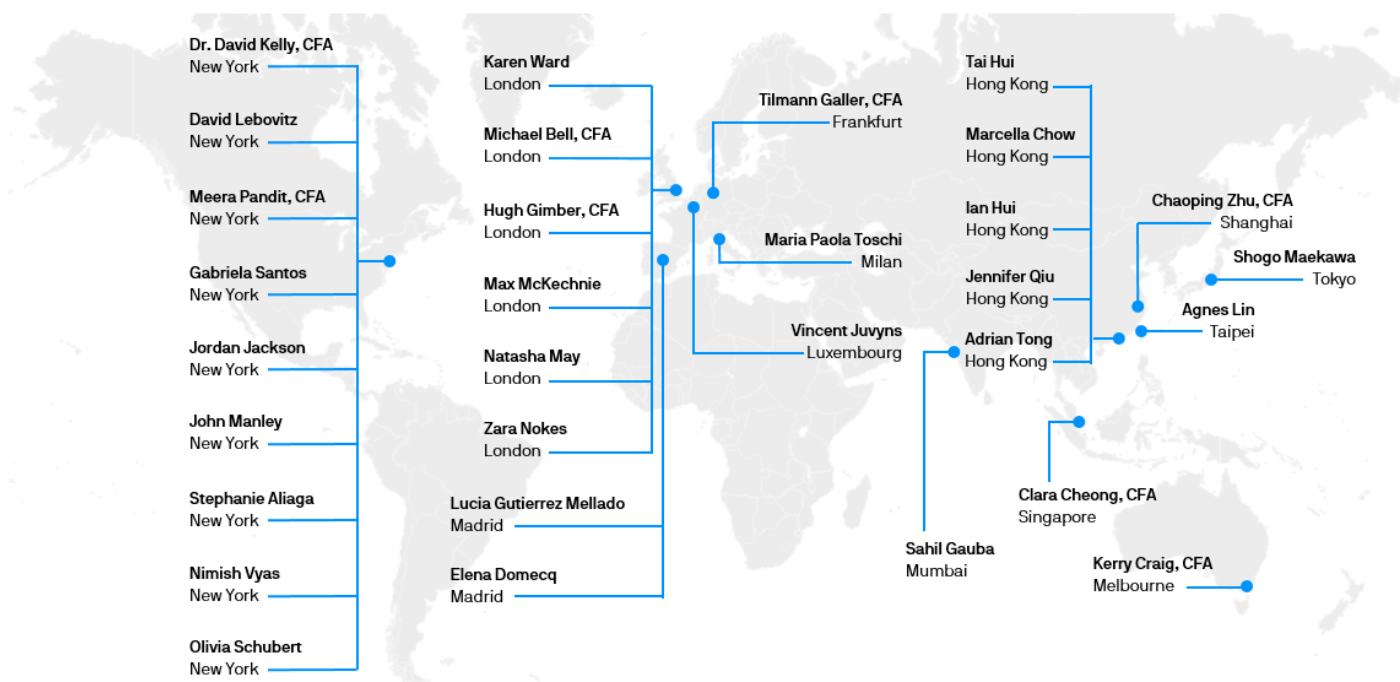 Dr. David Kelly, CFA
New York
David Lebovitz
New York
Meera Pandit, CFA
New York
Gabriela Santos
New York
Jordan Jackson
New York
John Manley
New York
Stephanie Aliaga
New York
Nimish Vyas
New York
Olivia Schubert
New York
Karen Ward
London
Michael Bell, CFA
London
Hugh Gimber, CFA
London
Max McKechnie
London
Natasha May
London
Zara Nokes
London
Lucia Gutierrez Mellado
Madrid
Elena Domecq
Madrid
Tilmann Galler, CFA
Frankfurt
Maria Paola Toschi
Milan
Vincent Juvyns
Luxembourg
Tai Hui
Hong Kong
Marcella Chow
Hong Kong
Ian Hui
Hong Kong
Jennifer Qiu
Hong Kong
Adrian Tong
Hong Kong
Chaoping Zhu, CFA
Shanghai
Shogo Maekawa
Tokyo
Agnes Lin
Taipei
Clara Cheong, CFA
Singapore
Sahil Gauba
Mumbai
Kerry Craig, CFA
Melbourne